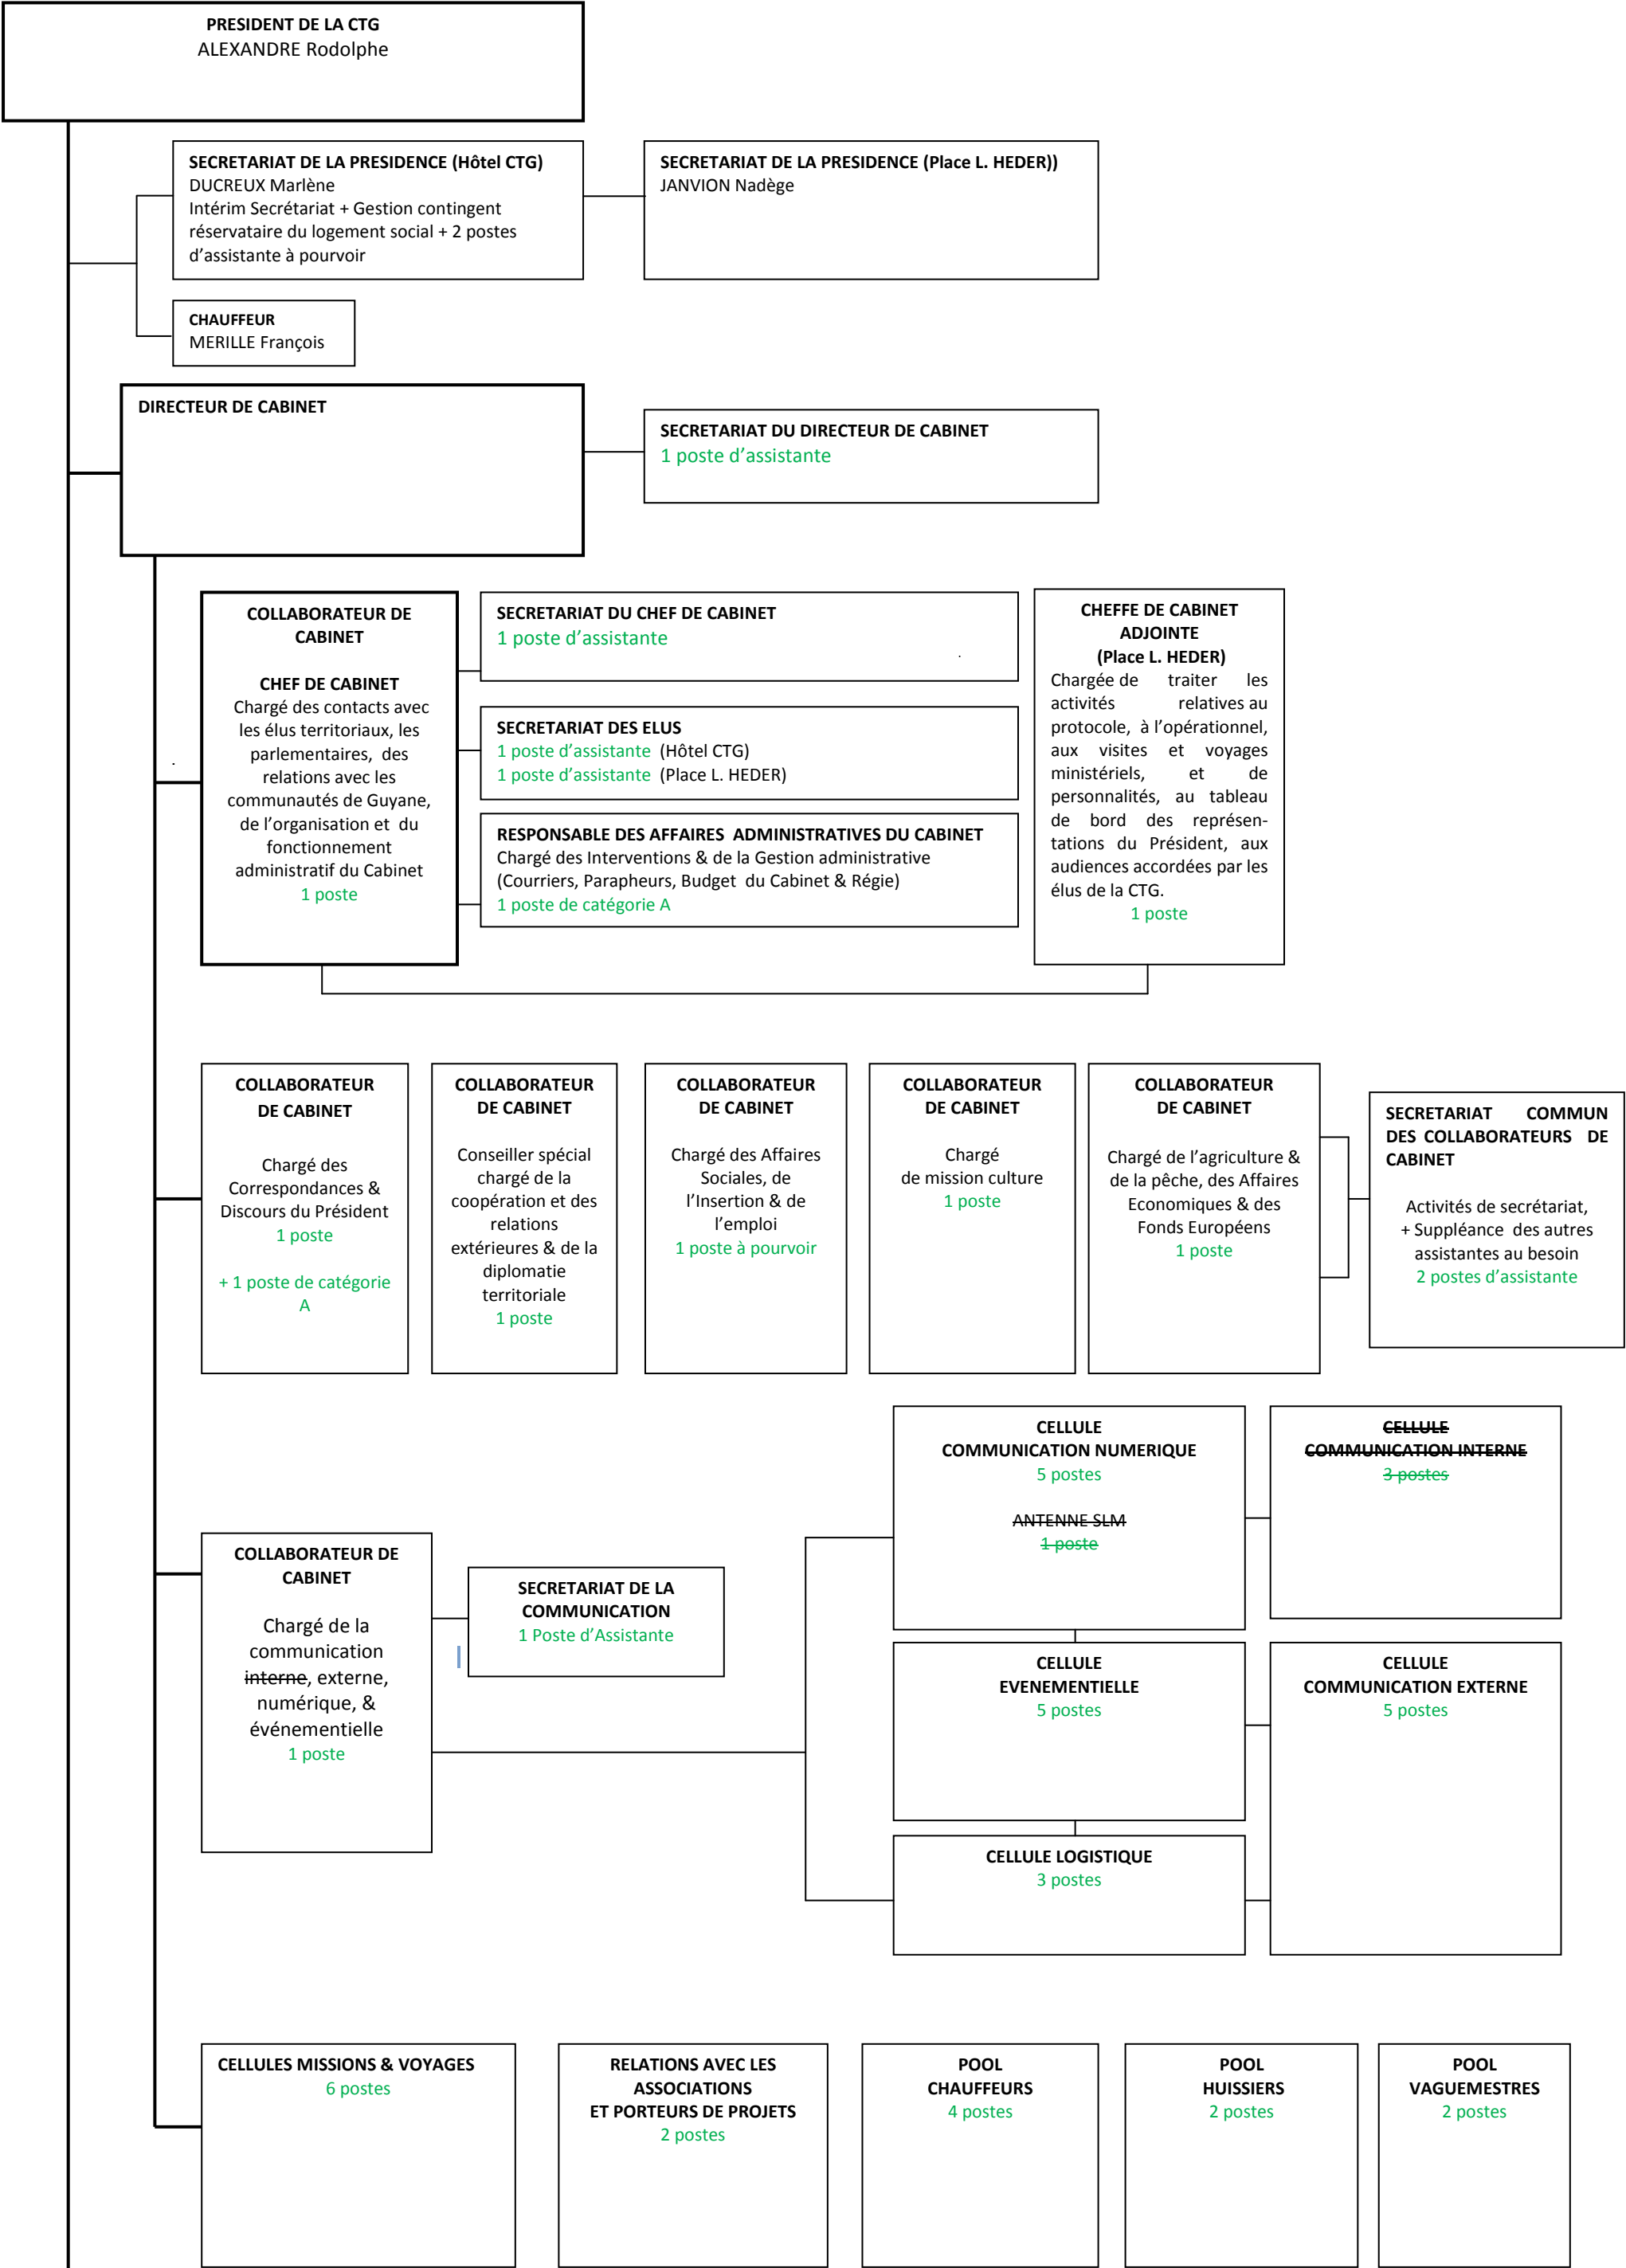 PRESIDENT DE LA CTG
ALEXANDRE Rodolphe
SECRETARIAT DE LA PRESIDENCE (Hôtel CTG)
DUCREUX Marlène
Intérim Secrétariat + Gestion contingent
réservataire du logement social + 2 postes
d’assistante à pourvoir
SECRETARIAT DE LA PRESIDENCE (Place L. HEDER))
JANVION Nadège
CHAUFFEUR
MERILLE François
DIRECTEUR DE CABINET
SECRETARIAT DU DIRECTEUR DE CABINET
1 poste d’assistante
COLLABORATEUR DE
CABINET
CHEF DE CABINET
Chargé des contacts avec
les élus territoriaux, les
parlementaires, des
relations avec les
communautés de Guyane,
de l’organisation et du
fonctionnement
administratif du Cabinet
1 poste
SECRETARIAT DU CHEF DE CABINET
1 poste d’assistante
SECRETARIAT DES ELUS
1 poste d’assistante (Hôtel CTG)
1 poste d’assistante (Place L. HEDER)
RESPONSABLE DES AFFAIRES ADMINISTRATIVES DU CABINET
Chargé des Interventions & de la Gestion administrative
(Courriers, Parapheurs, Budget du Cabinet & Régie)
1 poste de catégorie A
CHEFFE DE CABINET
ADJOINTE
(Place L. HEDER)
Chargée de traiter les
activités relatives au
protocole, à l’opérationnel,
aux visites et voyages
ministériels, et de
personnalités, au tableau
de bord des représen-
tations du Président, aux
audiences accordées par les
élus de la CTG.
1 poste
COLLABORATEUR
DE CABINET
Chargé des
Correspondances &
Discours du Président
1 poste
+ 1 poste de catégorie
A
COLLABORATEUR
DE CABINET
Conseiller spécial
chargé de la
coopération et des
relations
extérieures & de la
diplomatie
territoriale
1 poste
COLLABORATEUR
DE CABINET
Chargé des Affaires
Sociales, de
l’Insertion & de
l’emploi
1 poste à pourvoir
COLLABORATEUR
DE CABINET
Chargé
de mission culture
1 poste
COLLABORATEUR
DE CABINET
Chargé de l’agriculture &
de la pêche, des Affaires
Economiques & des
Fonds Européens
1 poste
SECRETARIAT COMMUN
DES COLLABORATEURS DE
CABINET
Activités de secrétariat,
+ Suppléance des autres
assistantes au besoin
2 postes d’assistante
COLLABORATEUR DE
CABINET
Chargé de la
communication
interne, externe,
numérique, &
événementielle
1 poste
SECRETARIAT DE LA
COMMUNICATION
1 Poste d’Assistante
CELLULE
COMMUNICATION NUMERIQUE
5 postes
ANTENNE SLM
1 poste
CELLULE
COMMUNICATION INTERNE
3 postes
CELLULE
EVENEMENTIELLE
5 postes
CELLULE
COMMUNICATION EXTERNE
5 postes
CELLULE LOGISTIQUE
3 postes
CELLULES MISSIONS & VOYAGES
6 postes
RELATIONS AVEC LES
ASSOCIATIONS
ET PORTEURS DE PROJETS
2 postes
POOL
CHAUFFEURS
4 postes
POOL
HUISSIERS
2 postes
POOL
VAGUEMESTRES
2 postes